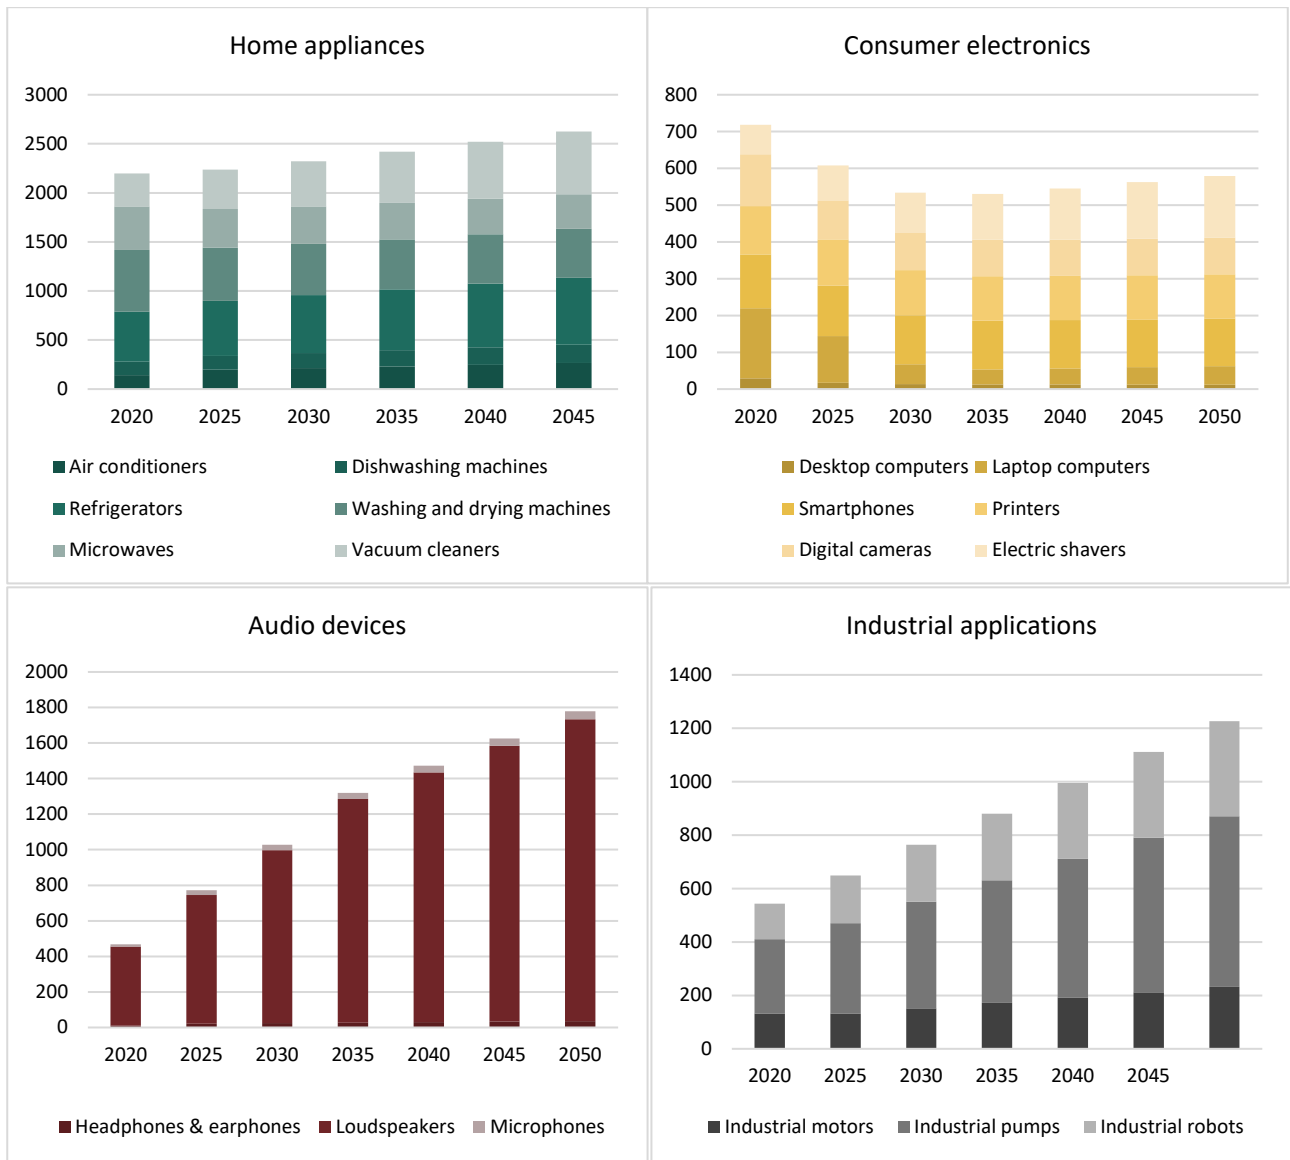 Home appliances
3000
2500
2000
1500
1000
500
0
2020 2025 2030 2035 2040 2045
Air conditioners Dishwashing machines
Refrigerators Washing and drying machines
Microwaves Vacuum cleaners
Consumer electronics
800
700
600
500
400
300
200
100
0
2020 2025 2030 2035 2040 2045 2050
Desktop computers Laptop computers
Smartphones Printers
Digital cameras Electric shavers
Audio devices
2000
1800
1600
1400
1200
1000
800
600
400
200
0
2020 2025 2030 2035 2040 2045 2050
Headphones & earphones Loudspeakers Microphones
Industrial applications
1400
1200
1000
800
600
400
200
0
2020 2025 2030 2035 2040 2045
Industrial motors Industrial pumps Industrial robots